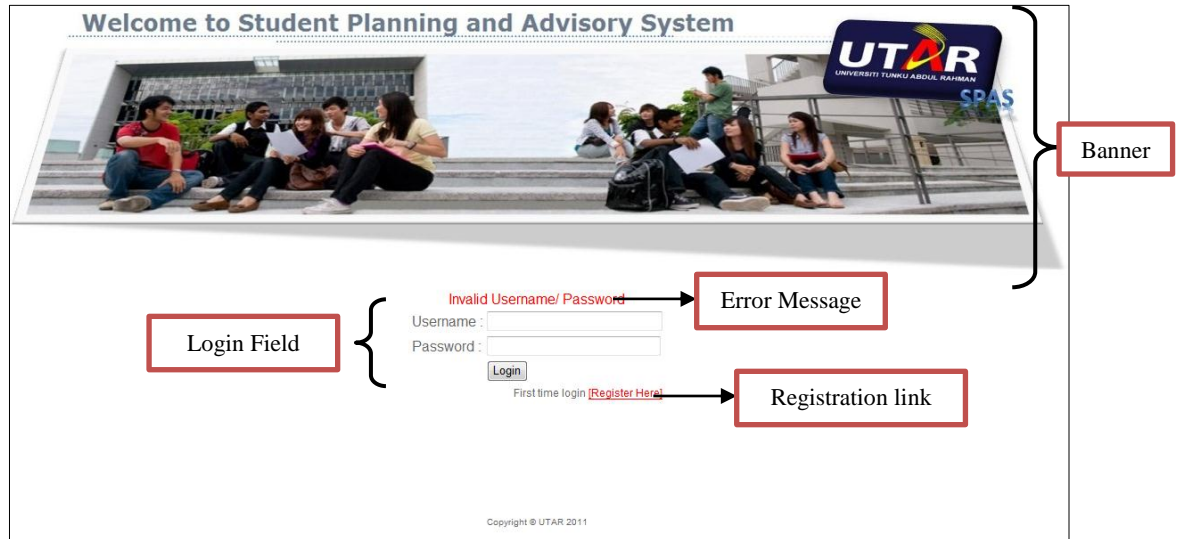 Welcome to Student Planning and Advisory System
UTAR
UNIVERSITI TUNKU ABDUL RAHMAN
SPAS
Banner
Invalid Username/ Password
Error Message
Username :
Login Field
Password :
Login
First time login [Register Here]
Registration link
Copyright © UTAR 2011